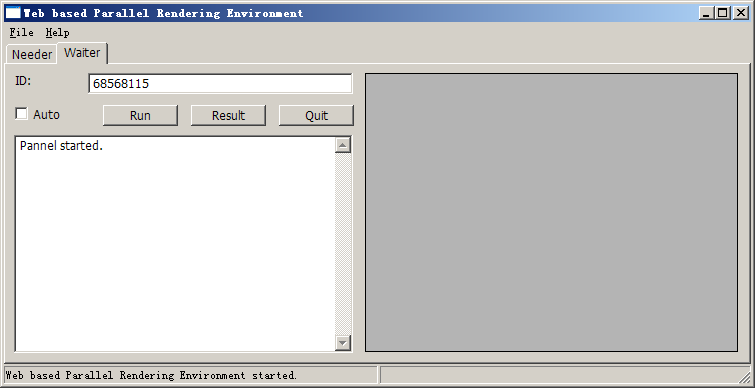 Web based Parallel Rendering Environment
File Help
Needer Waiter
ID: 68568115
Auto Run Result Quit
Pannel started.
Web based Parallel Rendering Environment started.